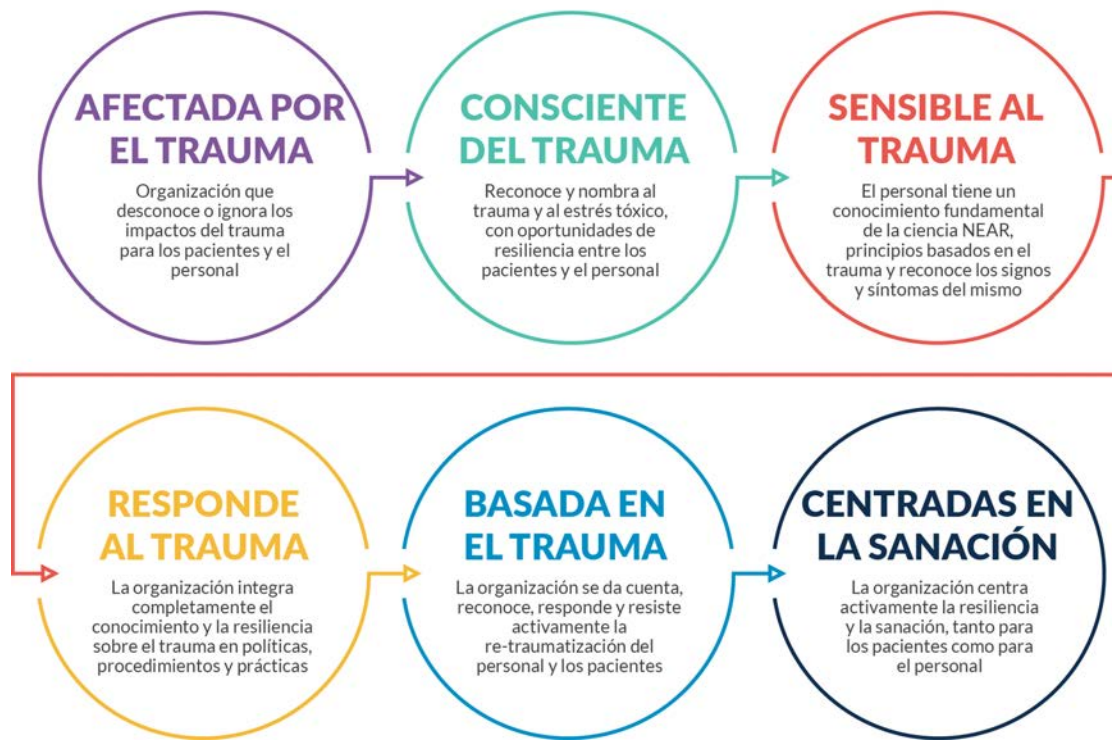 AFECTADA POR
EL TRAUMA
Organización que
desconoce o ignora los
impactos del trauma
para los pacientes y el
personal
CONSCIENTE
DEL TRAUMA
Reconoce y nombra al
trauma y al estrés tóxico,
con oportunidades de
resiliencia entre los
pacientes y el personal
SENSIBLE AL
TRAUMA
El personal tiene un
conocimiento fundamental
de la ciencia NEAR,
principios basados en el
trauma y reconoce los signos
y síntomas del mismo
RESPONDE
AL TRAUMA
La organización integra
completamente el
conocimiento y la resiliencia
sobre el trauma en políticas,
procedimientos y prácticas
BASADA EN
EL TRAUMA
La organización se da cuenta,
reconoce, responde y resiste
activamente la
re-traumatización del
personal y los pacientes
CENTRADAS EN
LA SANACIÓN
La organización centra
activamente la resiliencia
y la sanación, tanto para
los pacientes como para
el personal